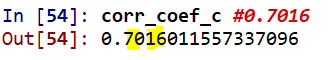 In [54]: corr_coef_c #0.7016
Out[54]: 0.7016011557337096